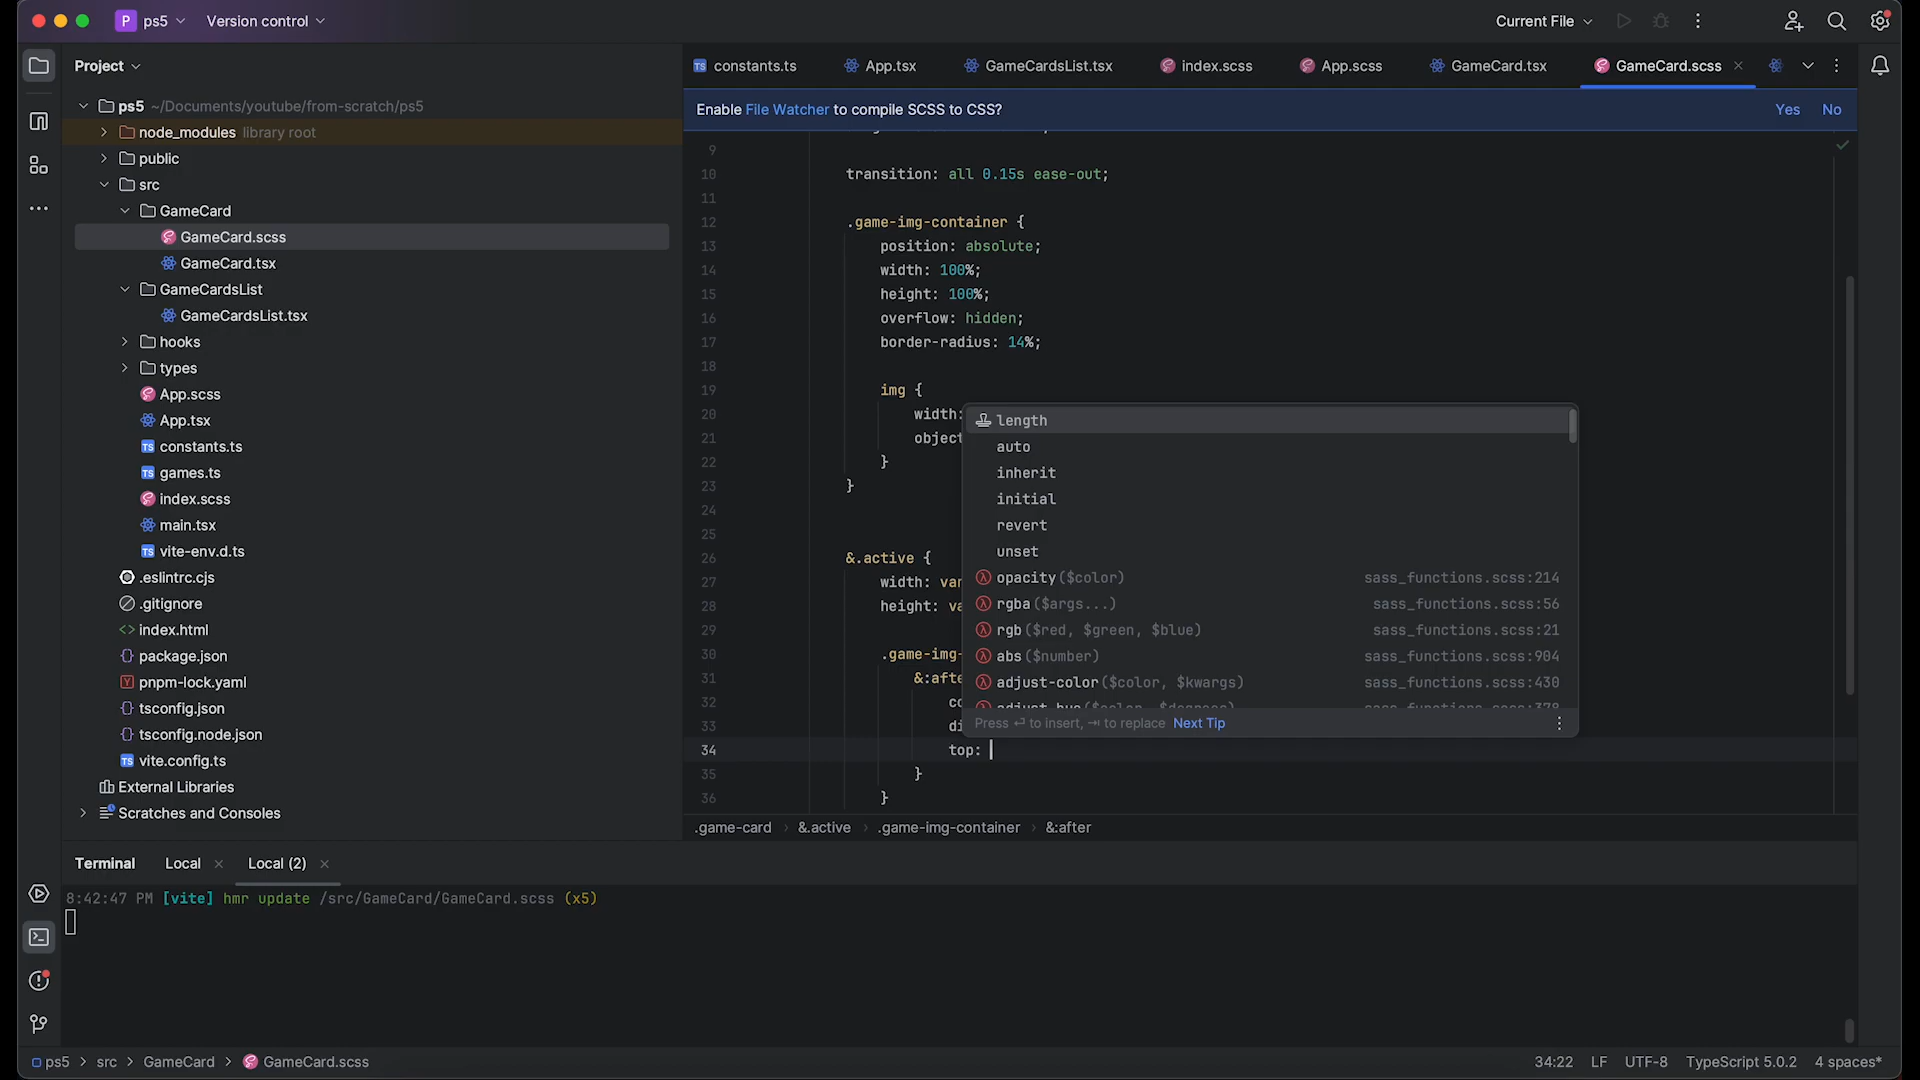 P ps5 Version control Current File
Project
constants.ts App.tsx GameCardsList.tsx index.scss App.scss GameCard.tsx GameCard.scss
Enable File Watcher to compile SCSS to CSS? Yes No
ps5 ~/Documents/youtube/from-scratch/ps5
node_modules library root
public
src
GameCard
GameCard.scss
GameCard.tsx
GameCardsList
GameCardsList.tsx
hooks
types
App.scss
App.tsx
constants.ts
games.ts
index.scss
main.tsx
vite-env.d.ts
.eslintrc.cjs
.gitignore
index.html
package.json
pnpm-lock.yaml
tsconfig.json
tsconfig.node.json
vite.config.ts
External Libraries
Scratches and Consoles
9
10 transition: all 0.15s ease-out;
11
12 .game-img-container {
13 position: absolute;
14 width: 100%;
15 height: 100%;
16 overflow: hidden;
17 border-radius: 14%;
18
19 img {
20 width:
21 object
22 }
23 }
24
25
26 &.active {
27 width: var
28 height: va
29
30 .game-img-
31 &:afte
32 co
33 di
34 top:
35 }
36 }
length
auto
inherit
initial
revert
unset
opacity($color) sass_functions.scss:214
rgba($args...) sass_functions.scss:56
rgb($red, $green, $blue) sass_functions.scss:21
abs($number) sass_functions.scss:904
adjust-color($color, $kwargs) sass_functions.scss:430
adjust-hue($color, $degrees) sass_functions.scss:378
Press ⏎ to insert, ⇥ to replace Next Tip
.game-card › &.active › .game-img-container › &:after
Terminal Local Local (2)
8:42:47 PM [vite] hmr update /src/GameCard/GameCard.scss (x5)
ps5 > src > GameCard > GameCard.scss 34:22 LF UTF-8 TypeScript 5.0.2 4 spaces*